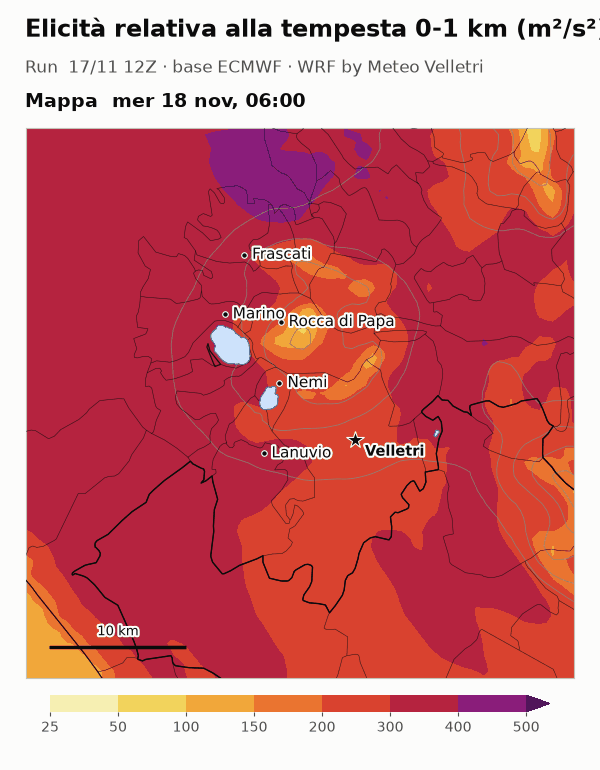 Elicità relativa alla tempesta 0-1 km (m²/s²)
Run  17/11 12Z · base ECMWF · WRF by Meteo Velletri
Mappa  mer 18 nov, 06:00
Frascati
Marino
Rocca di Papa
Nemi
Velletri
Lanuvio
10 km
25 50 100 150 200 300 400 500